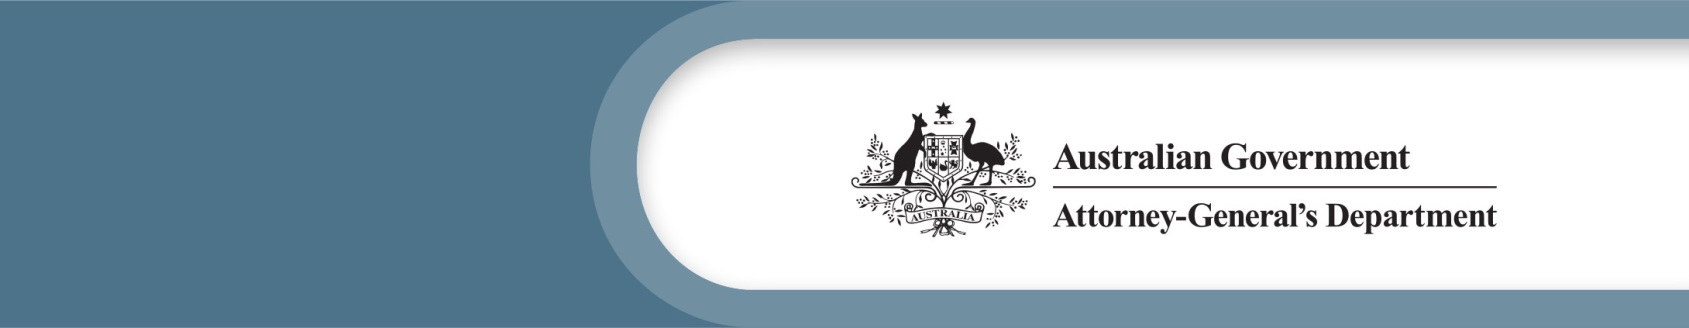 AUSTRALIA
Australian Government
Attorney-General’s Department